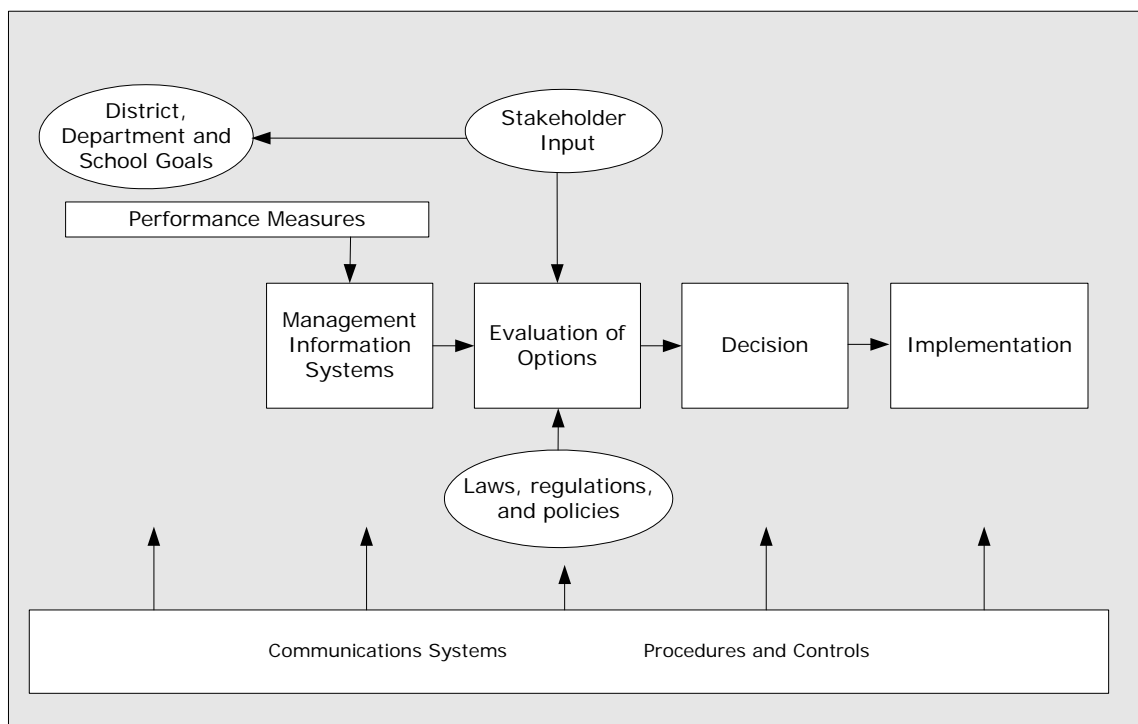 District,
Department and
School Goals
Stakeholder
Input
Performance Measures
Management
Information
Systems
Evaluation of
Options
Decision
Implementation
Laws, regulations,
and policies
Communications Systems
Procedures and Controls